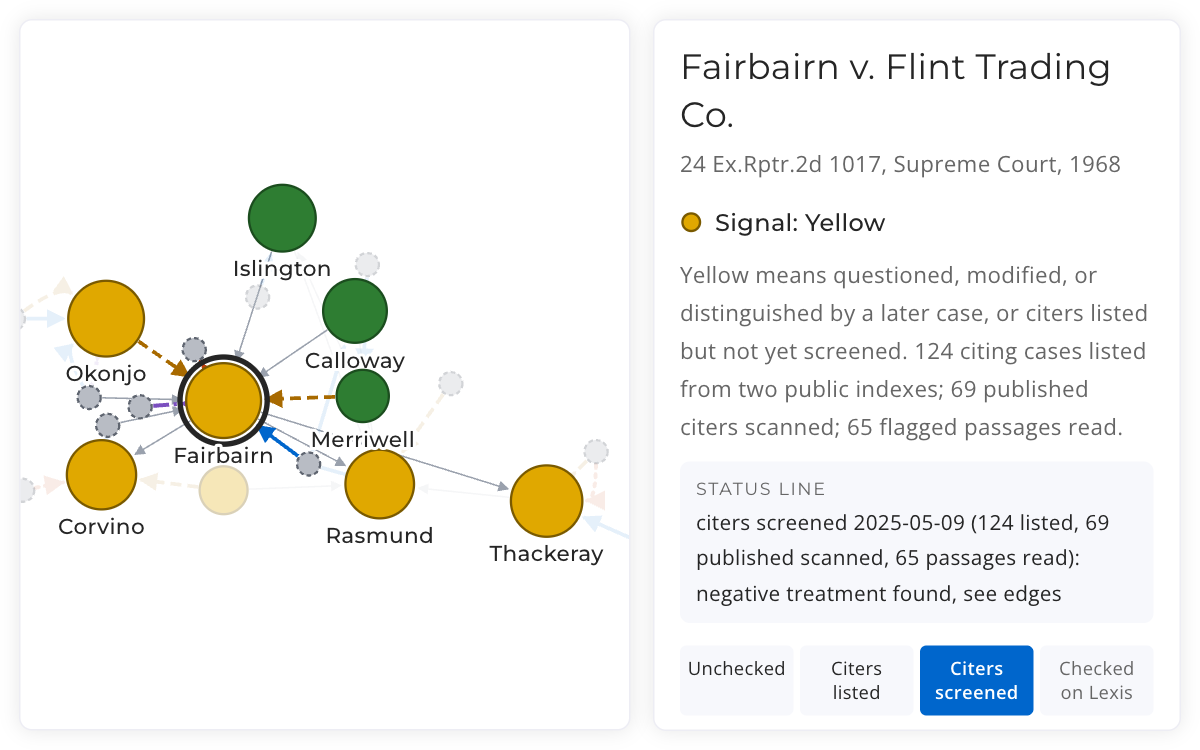 Islington
Calloway
Okonjo
Merriwell
Fairbairn
Corvino
Rasmund
Thackeray
Fairbairn v. Flint Trading
Co.
24 Ex.Rptr.2d 1017, Supreme Court, 1968
Signal: Yellow
Yellow means questioned, modified, or
distinguished by a later case, or citers listed
but not yet screened. 124 citing cases listed
from two public indexes; 69 published
citers scanned; 65 flagged passages read.
STATUS LINE
citers screened 2025-05-09 (124 listed, 69
published scanned, 65 passages read):
negative treatment found, see edges
Unchecked
Citers
listed
Citers
screened
Checked
on Lexis